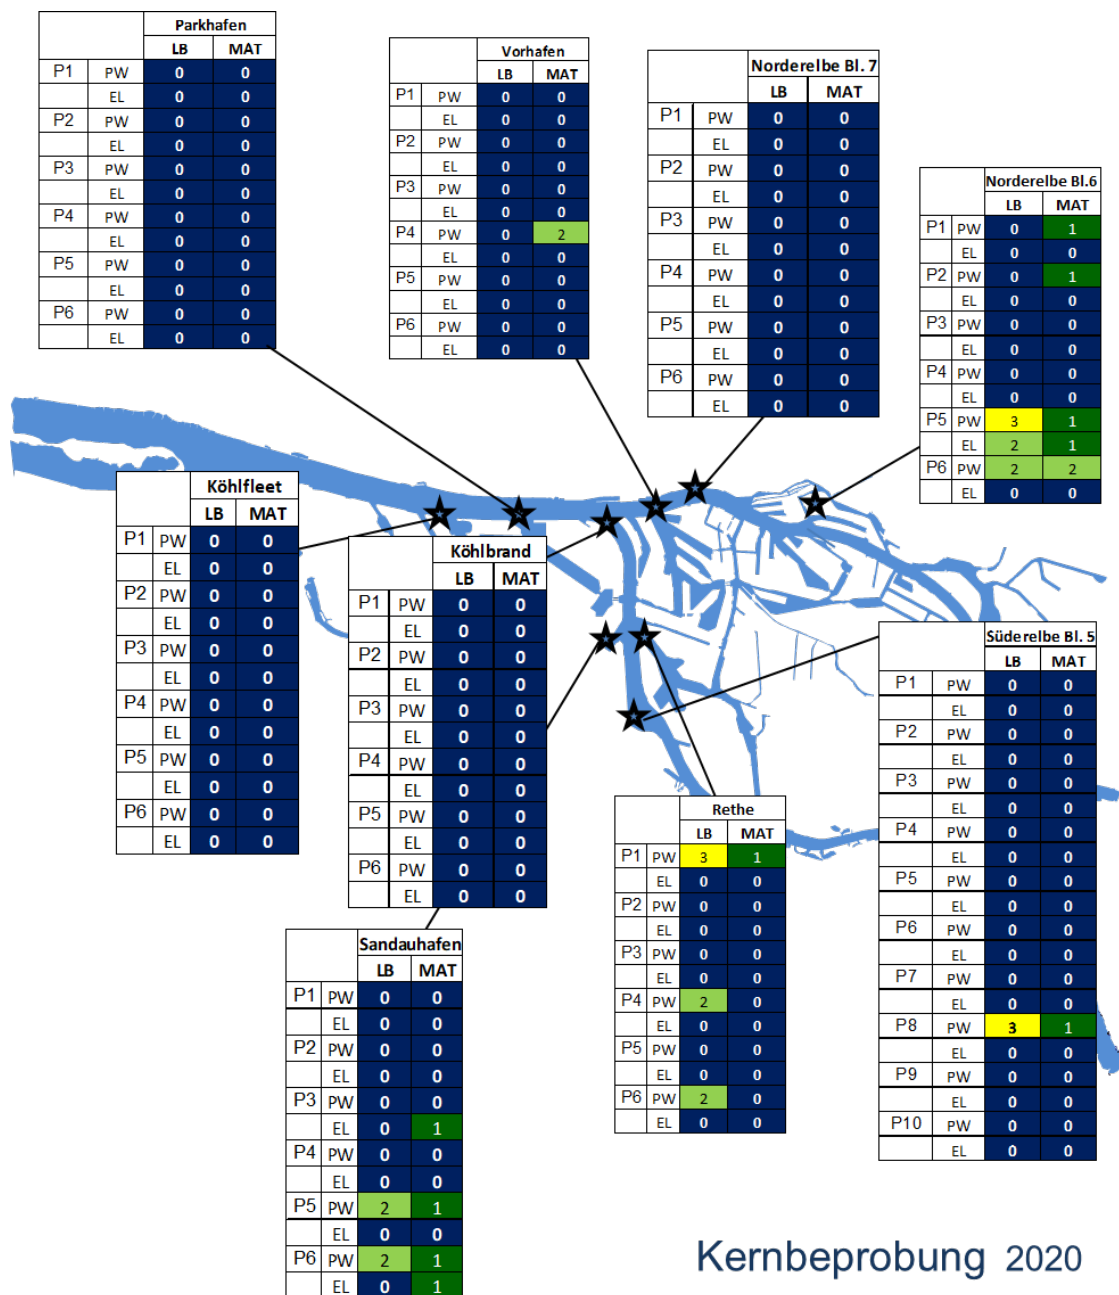 Parkhafen
LB MAT
P1 PW 0 0
EL 0 0
P2 PW 0 0
EL 0 0
P3 PW 0 0
EL 0 0
P4 PW 0 0
EL 0 0
P5 PW 0 0
EL 0 0
P6 PW 0 0
EL 0 0
Vorhafen
LB MAT
P1 PW 0 0
EL 0 0
P2 PW 0 0
EL 0 0
P3 PW 0 0
EL 0 0
P4 PW 0 2
EL 0 0
P5 PW 0 0
EL 0 0
P6 PW 0 0
EL 0 0
Norderelbe Bl. 7
LB MAT
P1 PW 0 0
EL 0 0
P2 PW 0 0
EL 0 0
P3 PW 0 0
EL 0 0
P4 PW 0 0
EL 0 0
P5 PW 0 0
EL 0 0
P6 PW 0 0
EL 0 0
Norderelbe Bl.6
LB MAT
P1 PW 0 1
EL 0 0
P2 PW 0 1
EL 0 0
P3 PW 0 0
EL 0 0
P4 PW 0 0
EL 0 0
P5 PW 3 1
EL 2 1
P6 PW 2 2
EL 0 0
Köhlfleet
LB MAT
P1 PW 0 0
EL 0 0
P2 PW 0 0
EL 0 0
P3 PW 0 0
EL 0 0
P4 PW 0 0
EL 0 0
P5 PW 0 0
EL 0 0
P6 PW 0 0
EL 0 0
Köhlbrand
LB MAT
P1 PW 0 0
EL 0 0
P2 PW 0 0
EL 0 0
P3 PW 0 0
EL 0 0
P4 PW 0 0
EL 0 0
P5 PW 0 0
EL 0 0
P6 PW 0 0
EL 0 0
Süderelbe Bl. 5
LB MAT
P1 PW 0 0
EL 0 0
P2 PW 0 0
EL 0 0
P3 PW 0 0
EL 0 0
P4 PW 0 0
EL 0 0
P5 PW 0 0
EL 0 0
P6 PW 0 0
EL 0 0
P7 PW 0 0
EL 0 0
P8 PW 3 1
EL 0 0
P9 PW 0 0
EL 0 0
P10 PW 0 0
EL 0 0
Rethe
LB MAT
P1 PW 3 1
EL 0 0
P2 PW 0 0
EL 0 0
P3 PW 0 0
EL 0 0
P4 PW 2 0
EL 0 0
P5 PW 0 0
EL 0 0
P6 PW 2 0
EL 0 0
Sandauhafen
LB MAT
P1 PW 0 0
EL 0 0
P2 PW 0 0
EL 0 0
P3 PW 0 0
EL 0 1
P4 PW 0 0
EL 0 0
P5 PW 2 1
EL 0 0
P6 PW 2 1
EL 0 1
Kernbeprobung 2020